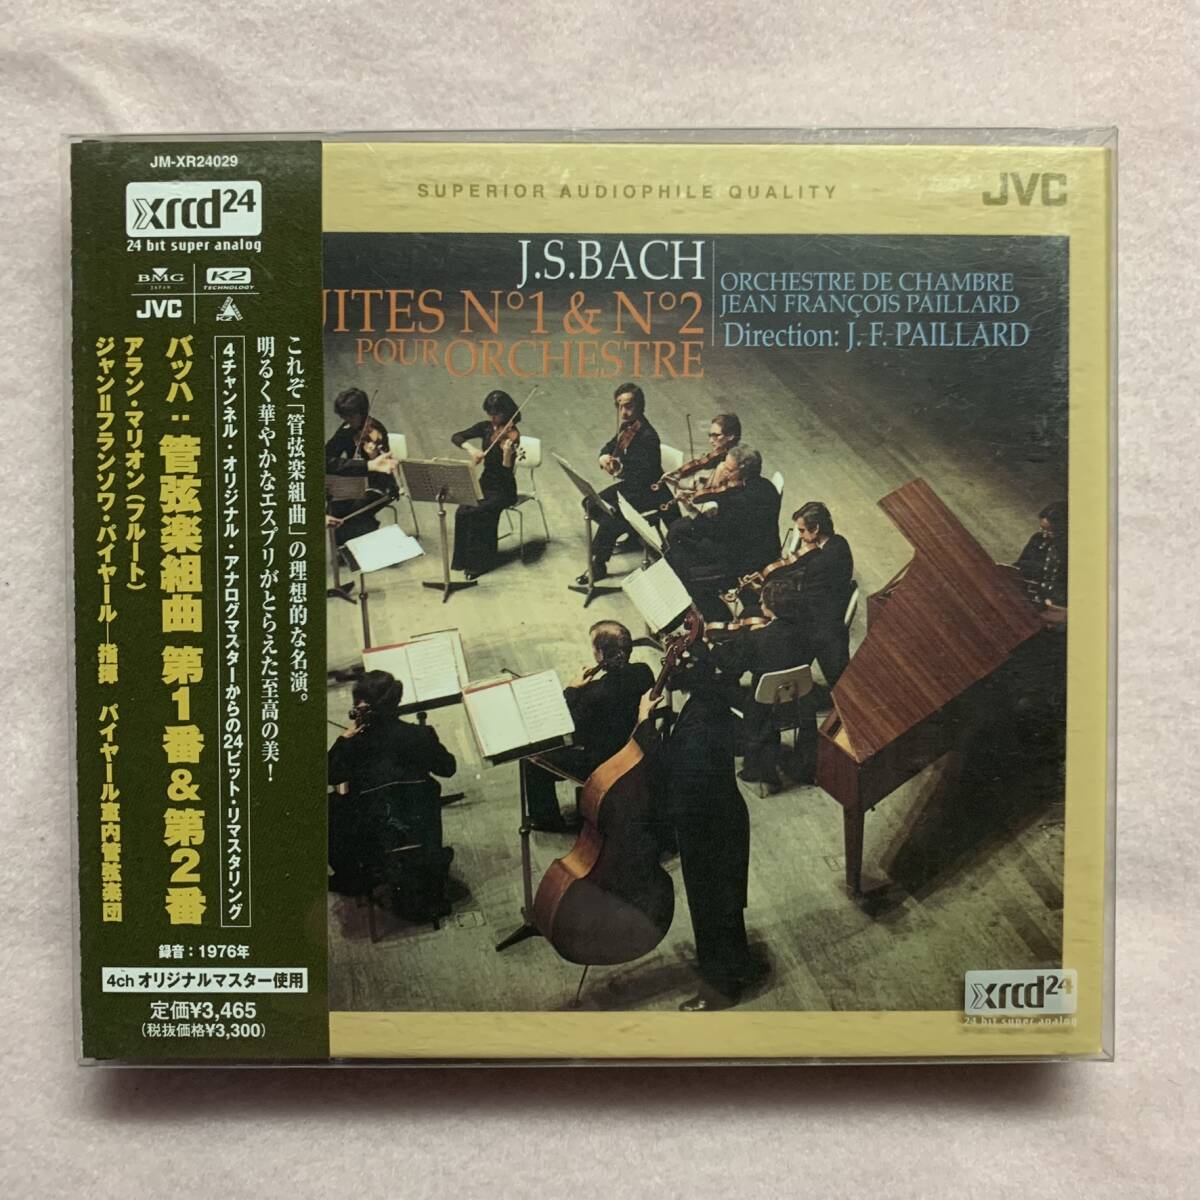 JM-XR24029
xrcd24
24 bit super analog
BMG
JAPAN
K2
TECHNOLOGY
JVC
K2
これぞ「管弦楽組曲」の理想的な名演。
明るく華やかなエスプリがとらえた至高の美!
4チャンネル・オリジナル・アナログマスターからの24ビット・リマスタリング
バッハ:管弦楽組曲 第1番&第2番
アラン・マリオン(フルート)
ジャン=フランソワ・パイヤール―指揮 パイヤール室内管弦楽団
録音:1976年
4ch オリジナルマスター使用
定価¥3,465
(税抜価格¥3,300)
SUPERIOR AUDIOPHILE QUALITY
JVC
J.S.BACH
UITES N°1 & N°2
POUR ORCHESTRE
ORCHESTRE DE CHAMBRE
JEAN FRANÇOIS PAILLARD
Direction: J. F. PAILLARD
xrcd24
24 bit super analog